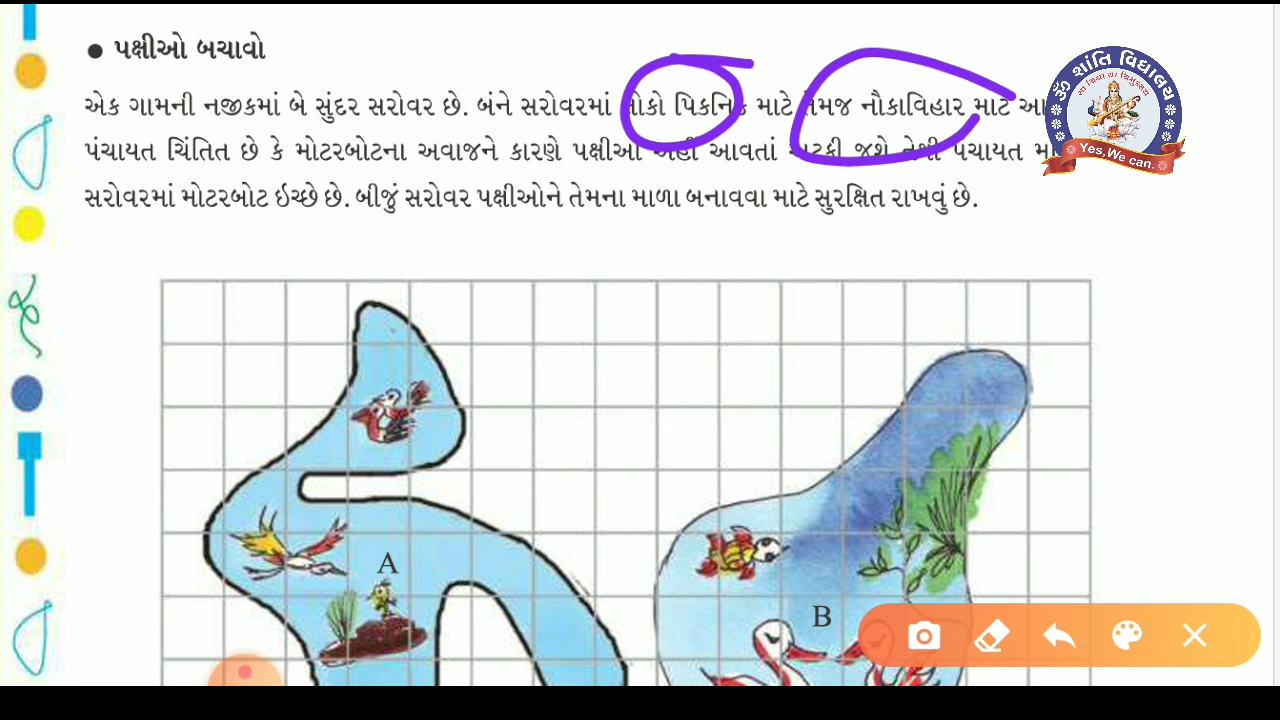 ● પક્ષીઓ બચાવો
એક ગામની નજીકમાં બે સુંદર સરોવર છે. બંને સરોવરમાં લોકો પિકનિક માટે તેમજ નૌકાવિહાર માટે
પંચાયત ચિંતિત છે કે મોટરબોટના અવાજને કારણે પક્ષીઓ અહીં આવતાં અટકી જશે તેથી પંચાયત
સરોવરમાં મોટરબોટ ઇચ્છે છે. બીજું સરોવર પક્ષીઓને તેમના માળા બનાવવા માટે સુરક્ષિત રાખવું છે.
ૐ શાંતિ વિદ્યાલય
Yes,We can.
A
B